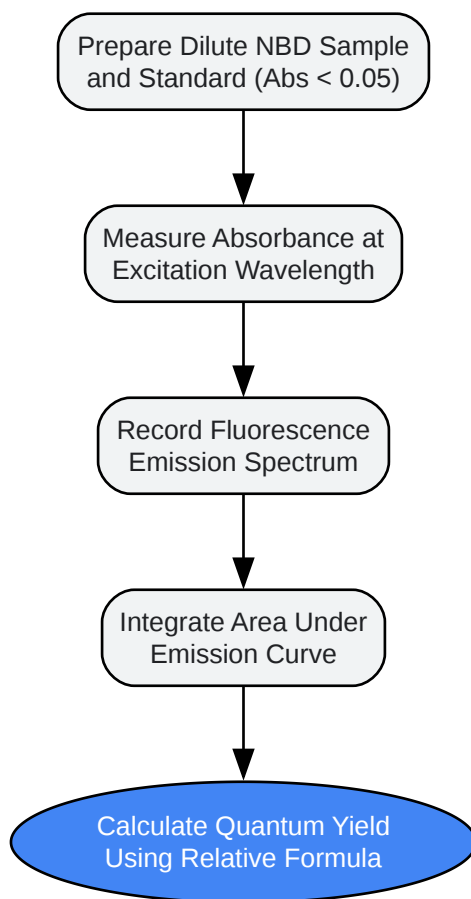 Prepare Dilute NBD Sample
and Standard (Abs < 0.05)
Measure Absorbance at
Excitation Wavelength
Record Fluorescence
Emission Spectrum
Integrate Area Under
Emission Curve
Calculate Quantum Yield
Using Relative Formula